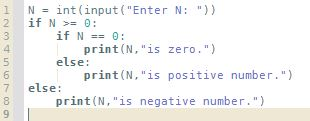 1 N = int(input("Enter N: "))
2 if N >= 0:
3     if N == 0:
4         print(N,"is zero.")
5     else:
6         print(N,"is positive number.")
7 else:
8     print(N,"is negative number.")
9